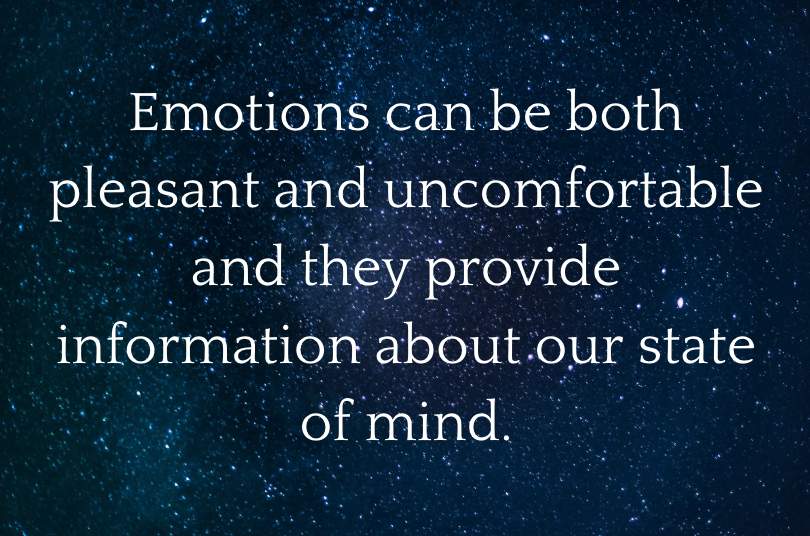 Emotions can be both
pleasant and uncomfortable
and they provide
information about our state
of mind.